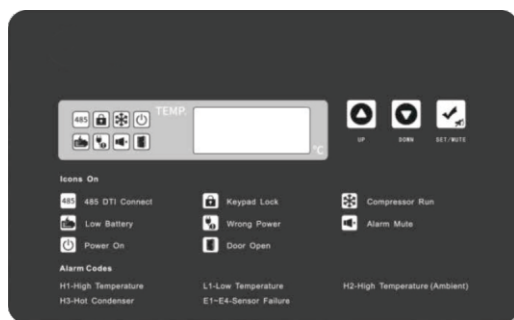 TEMP.
485
°C
UP DOWN SET/MUTE
Icons On
485 485 DTI Connect Keypad Lock Compressor Run
Low Battery Wrong Power Alarm Mute
Power On Door Open
Alarm Codes
H1-High Temperature L1-Low Temperature H2-High Temperature (Ambient)
H3-Hot Condenser E1~E4-Sensor Failure